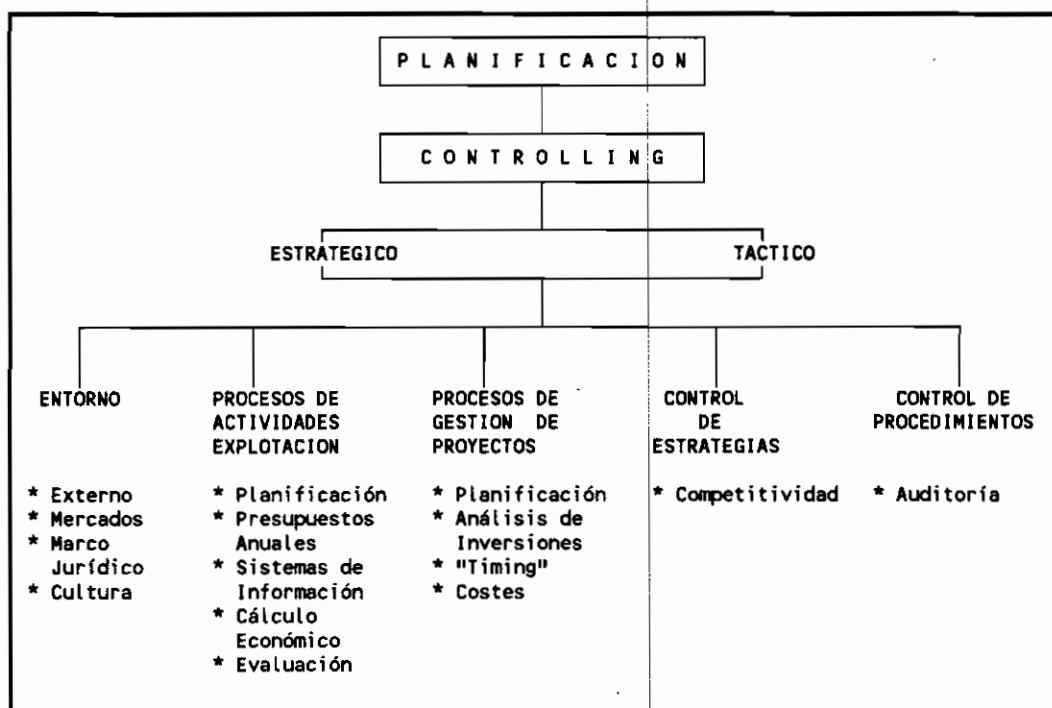 P L A N I F I C A C I O N
C O N T R O L L I N G
ESTRATEGICO
TACTICO
ENTORNO
* Externo
* Mercados
* Marco
Jurídico
* Cultura
PROCESOS DE
ACTIVIDADES
EXPLOTACION
* Planificación
* Presupuestos
Anuales
* Sistemas de
Información
* Cálculo
Económico
* Evaluación
PROCESOS DE
GESTION DE
PROYECTOS
* Planificación
* Análisis de
Inversiones
* "Timing"
* Costes
CONTROL
DE
ESTRATEGIAS
* Competitividad
CONTROL DE
PROCEDIMIENTOS
* Auditoría